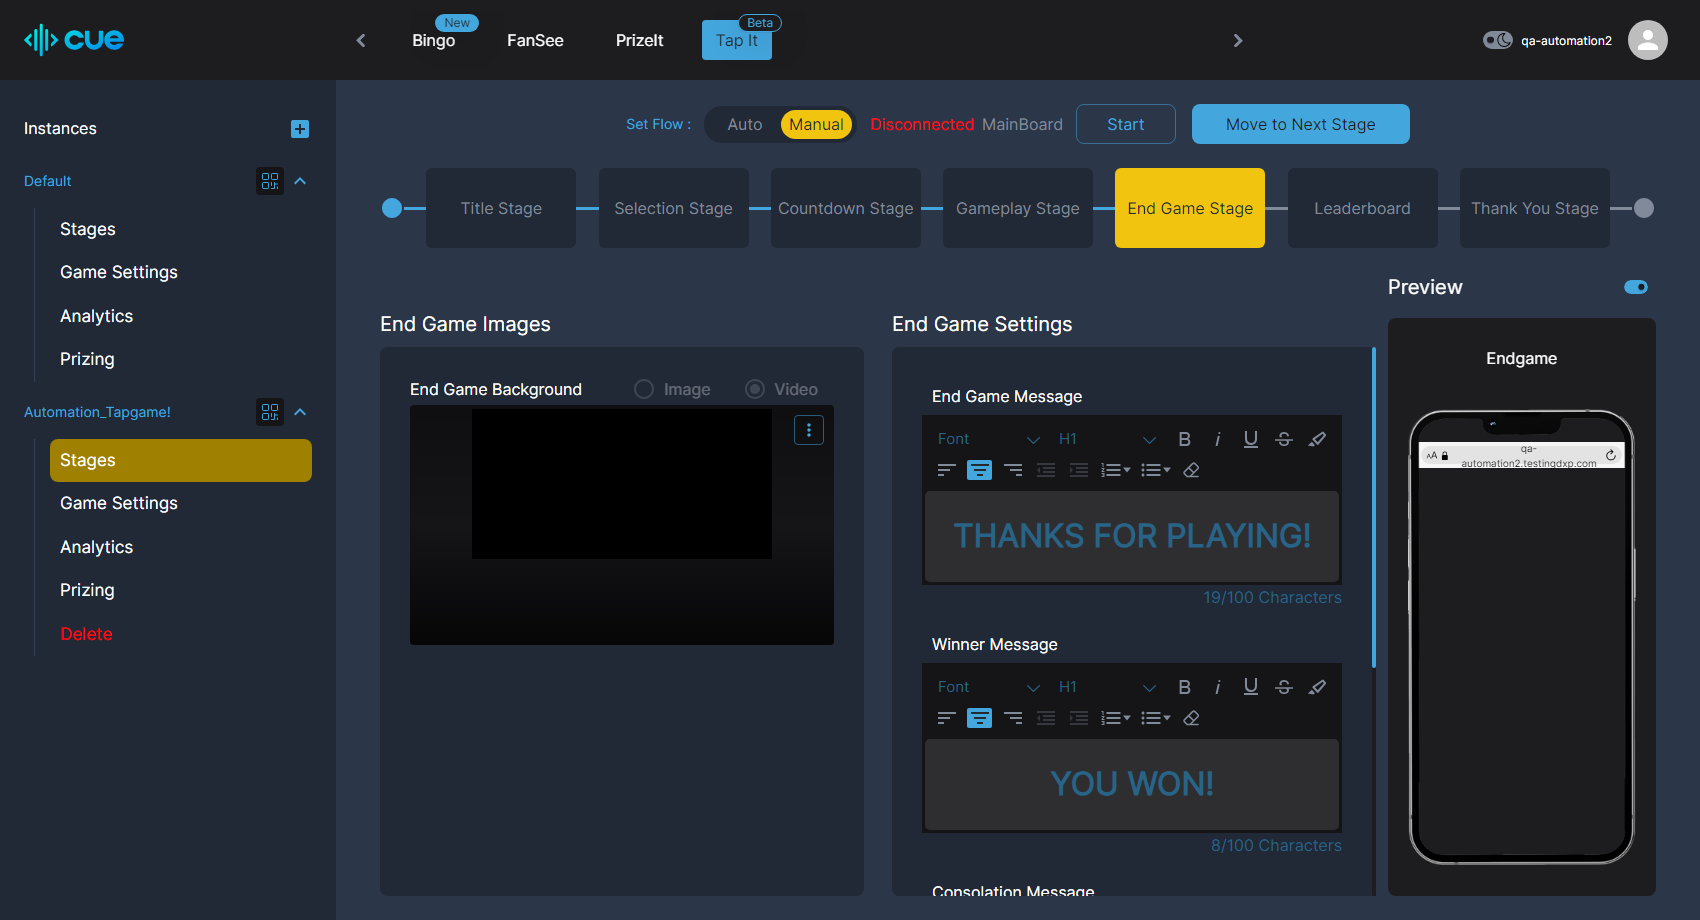 cue
New
Bingo
FanSee
PrizeIt
Beta
Tap It
qa-automation2
Instances
Default
Stages
Game Settings
Analytics
Prizing
Automation_Tapgame!
Stages
Game Settings
Analytics
Prizing
Delete
Set Flow :
Auto
Manual
Disconnected MainBoard
Start
Move to Next Stage
Title Stage
Selection Stage
Countdown Stage
Gameplay Stage
End Game Stage
Leaderboard
Thank You Stage
End Game Images
End Game Background
Image
Video
End Game Settings
End Game Message
Font
H1
B
i
U
S
THANKS FOR PLAYING!
19/100 Characters
Winner Message
Font
H1
B
i
U
S
YOU WON!
8/100 Characters
Consolation Message
Preview
Endgame
AA
qa-
automation2.testingdxp.com